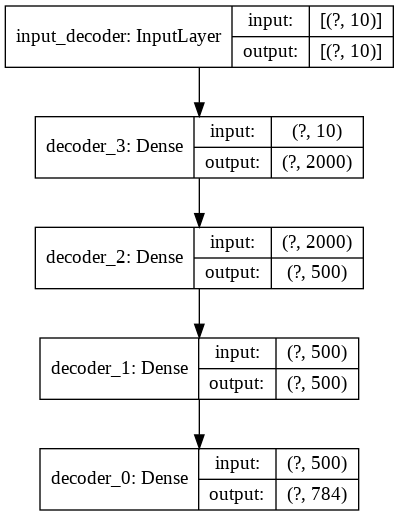 input_decoder: InputLayer
input:
[(?, 10)]
output:
[(?, 10)]
decoder_3: Dense
input:
(?, 10)
output:
(?, 2000)
decoder_2: Dense
input:
(?, 2000)
output:
(?, 500)
decoder_1: Dense
input:
(?, 500)
output:
(?, 500)
decoder_0: Dense
input:
(?, 500)
output:
(?, 784)